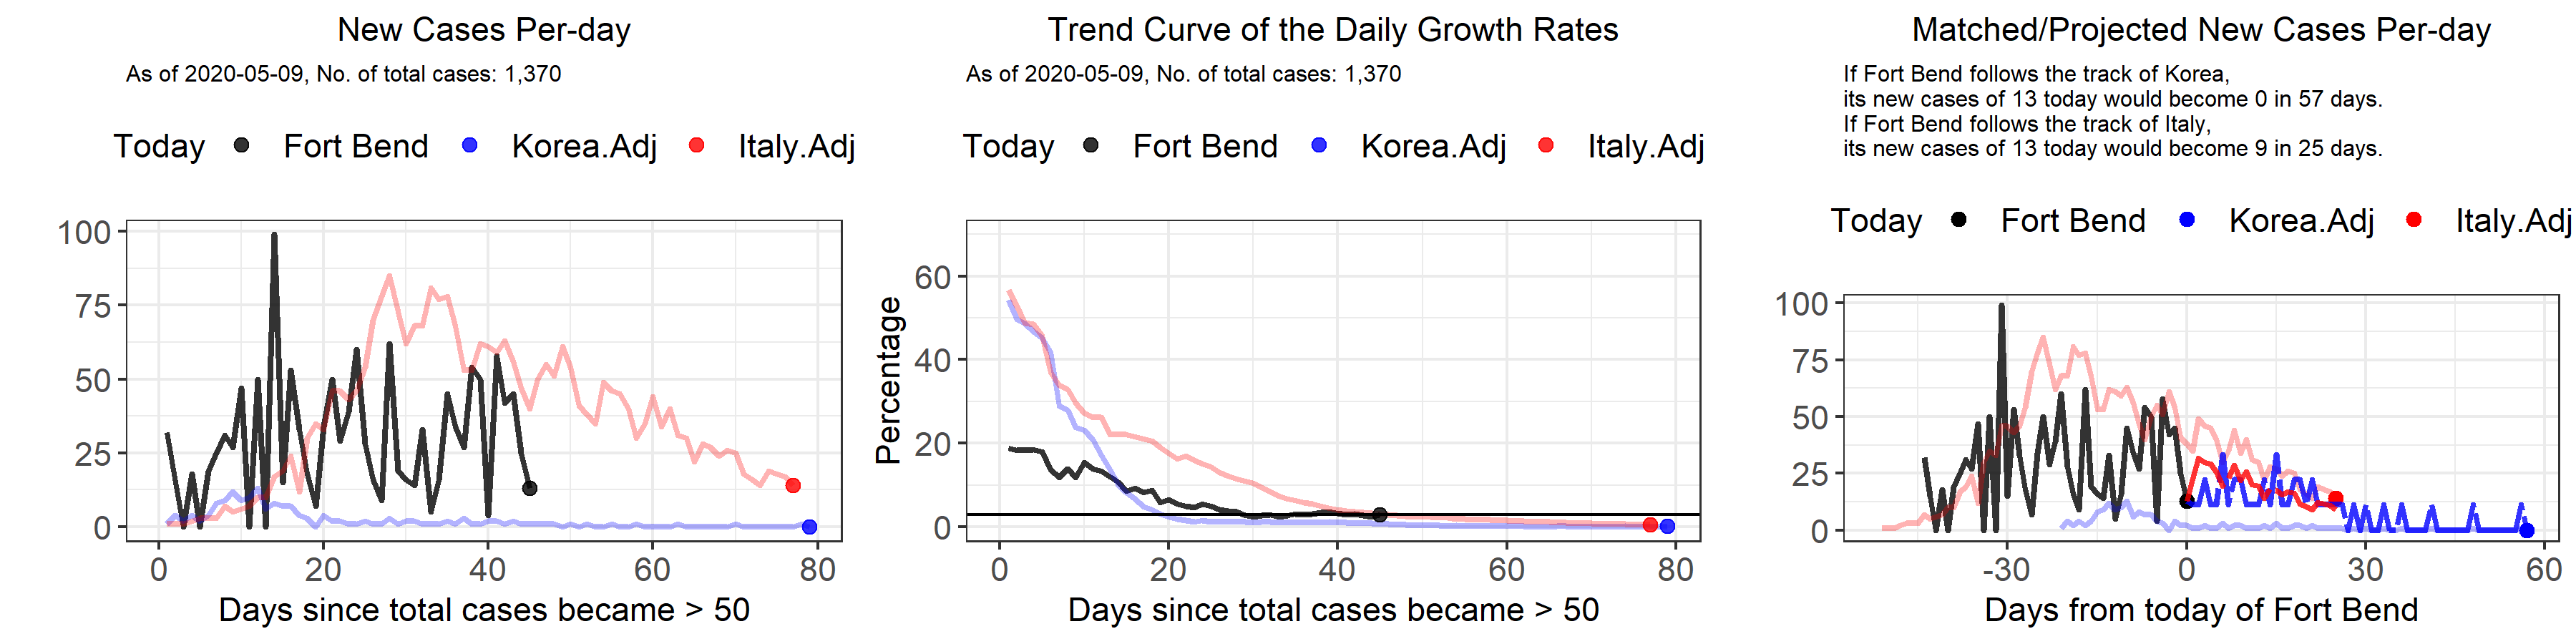 New Cases Per-day
As of 2020-05-09, No. of total cases: 1,370
Today Fort Bend Korea.Adj Italy.Adj
100
75
50
25
0
0 20 40 60 80
Days since total cases became > 50
Trend Curve of the Daily Growth Rates
As of 2020-05-09, No. of total cases: 1,370
Today Fort Bend Korea.Adj Italy.Adj
Percentage
60
40
20
0
0 20 40 60 80
Days since total cases became > 50
Matched/Projected New Cases Per-day
If Fort Bend follows the track of Korea,
its new cases of 13 today would become 0 in 57 days.
If Fort Bend follows the track of Italy,
its new cases of 13 today would become 9 in 25 days.
Today Fort Bend Korea.Adj Italy.Adj
100
75
50
25
0
-30 0 30 60
Days from today of Fort Bend